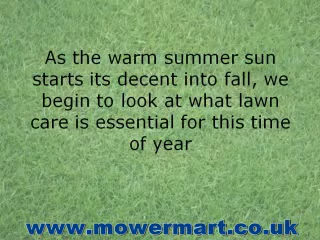 As the warm summer sun
starts its decent into fall, we
begin to look at what lawn
care is essential for this time
of year
www.mowermart.co.uk